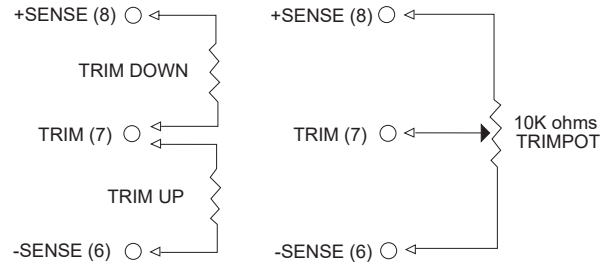 +SENSE (8)
TRIM DOWN
TRIM (7)
TRIM UP
-SENSE (6)
+SENSE (8)
TRIM (7)
10K ohms
TRIMPOT
-SENSE (6)